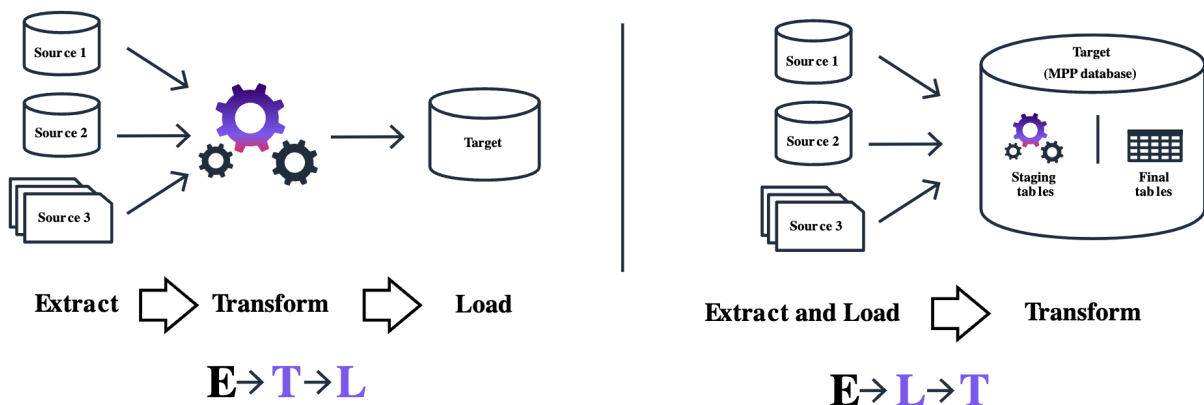 Source 1
Source 2
Source 3
Target
Extract
Transform
Load
E→T→L
Source 1
Source 2
Source 3
Target
(MPP database)
Staging
tables
Final
tables
Extract and Load
Transform
E→L→T